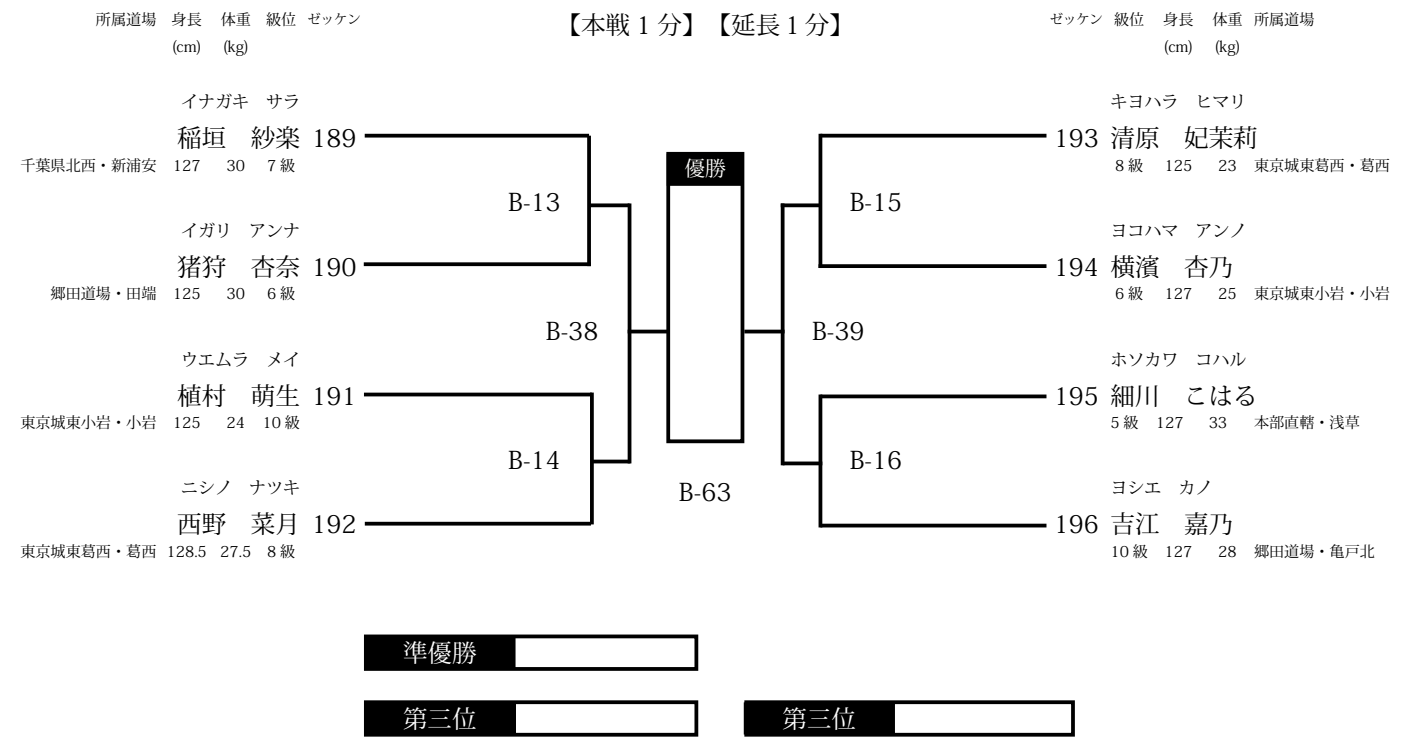 所属道場 身長 体重 級位 ゼッケン
(cm) (kg)
【本戦1分】【延長1分】
ゼッケン 級位 身長 体重 所属道場
(cm) (kg)
イナガキ サラ
稲垣 紗楽 189
千葉県北西・新浦安 127 30 7級
B-13
イガリ アンナ
猪狩 杏奈 190
郷田道場・田端 125 30 6級
B-38
ウエムラ メイ
植村 萌生 191
東京城東小岩・小岩 125 24 10級
B-14
ニシノ ナツキ
西野 菜月 192
東京城東葛西・葛西 128.5 27.5 8級
優勝
B-63
キヨハラ ヒマリ
193 清原 妃茉莉
8級 125 23 東京城東葛西・葛西
B-15
ヨコハマ アンノ
194 横濱 杏乃
6級 127 25 東京城東小岩・小岩
B-39
ホソカワ コハル
195 細川 こはる
5級 127 33 本部直轄・浅草
B-16
ヨシエ カノ
196 吉江 嘉乃
10級 127 28 郷田道場・亀戸北
準優勝
第三位
第三位